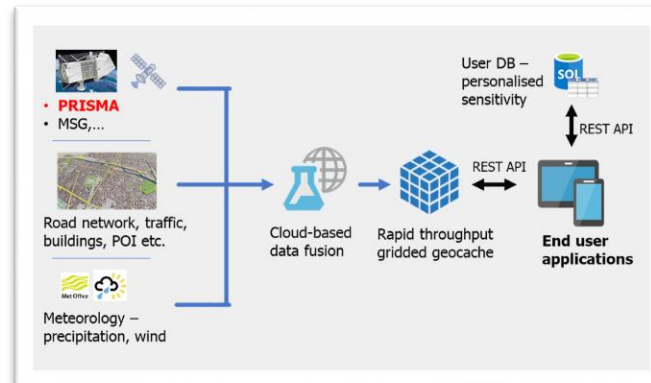 • PRISMA
• MSG,...
Road network, traffic,
buildings, POI etc.
Met Office
Meteorology –
precipitation, wind
Cloud-based
data fusion
Rapid throughput
gridded geocache
REST API
User DB –
personalised
sensitivity
SQL
REST API
End user
applications